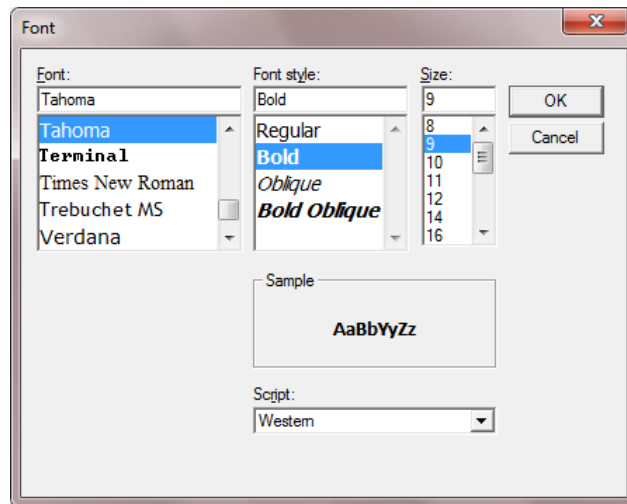 Font
Font:
Tahoma
Tahoma
Terminal
Times New Roman
Trebuchet MS
Verdana
Font style:
Bold
Regular
Bold
Oblique
Bold Oblique
Size:
9
8
9
10
11
12
14
16
OK
Cancel
Sample
AaBbYyZz
Script:
Western